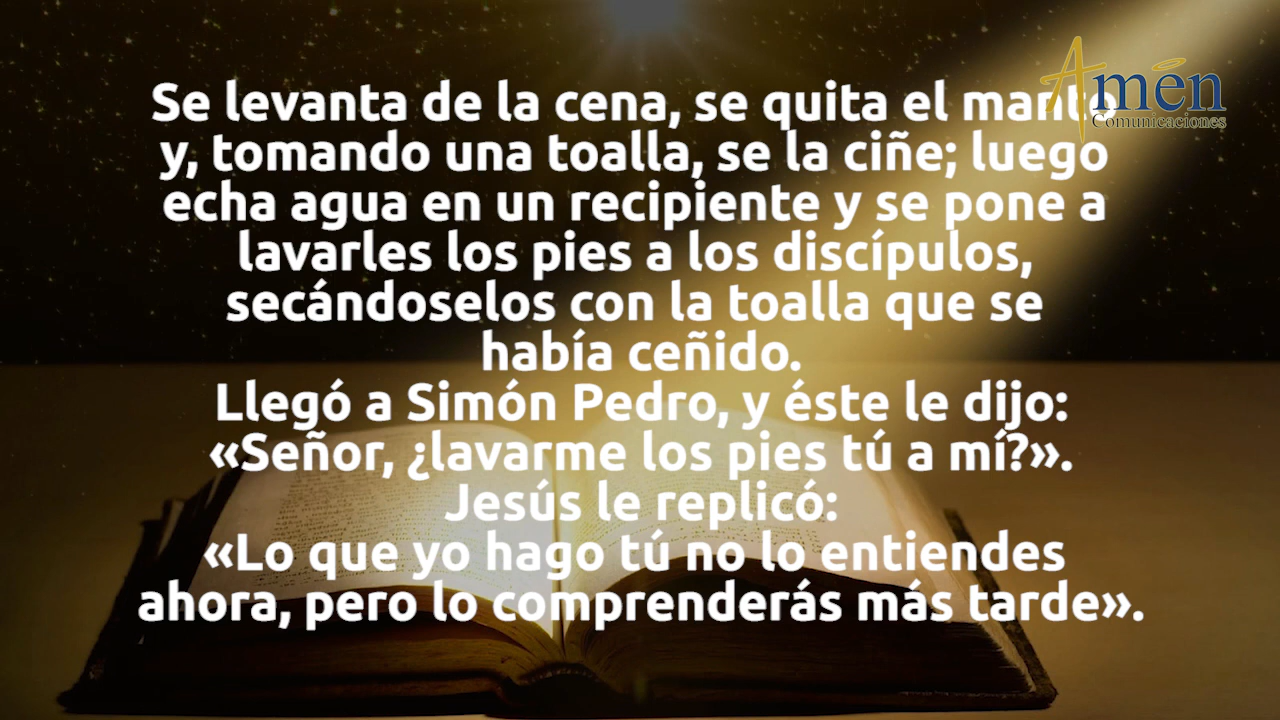 Amén
Comunicaciones
Se levanta de la cena, se quita el manto
y, tomando una toalla, se la ciñe; luego
echa agua en un recipiente y se pone a
lavarles los pies a los discípulos,
secándoselos con la toalla que se
había ceñido.
Llegó a Simón Pedro, y éste le dijo:
«Señor, ¿lavarme los pies tú a mí?».
Jesús le replicó:
«Lo que yo hago tú no lo entiendes
ahora, pero lo comprenderás más tarde».